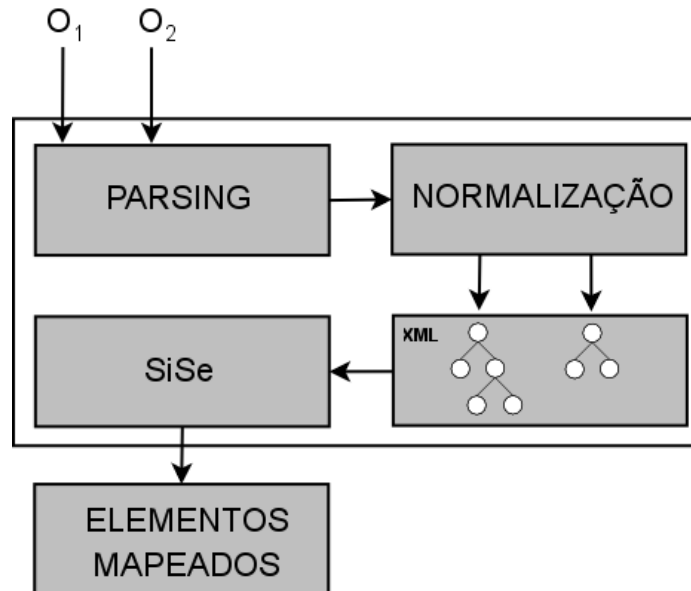 O1 O2
PARSING
NORMALIZAÇÃO
XML
SiSe
ELEMENTOS
MAPEADOS